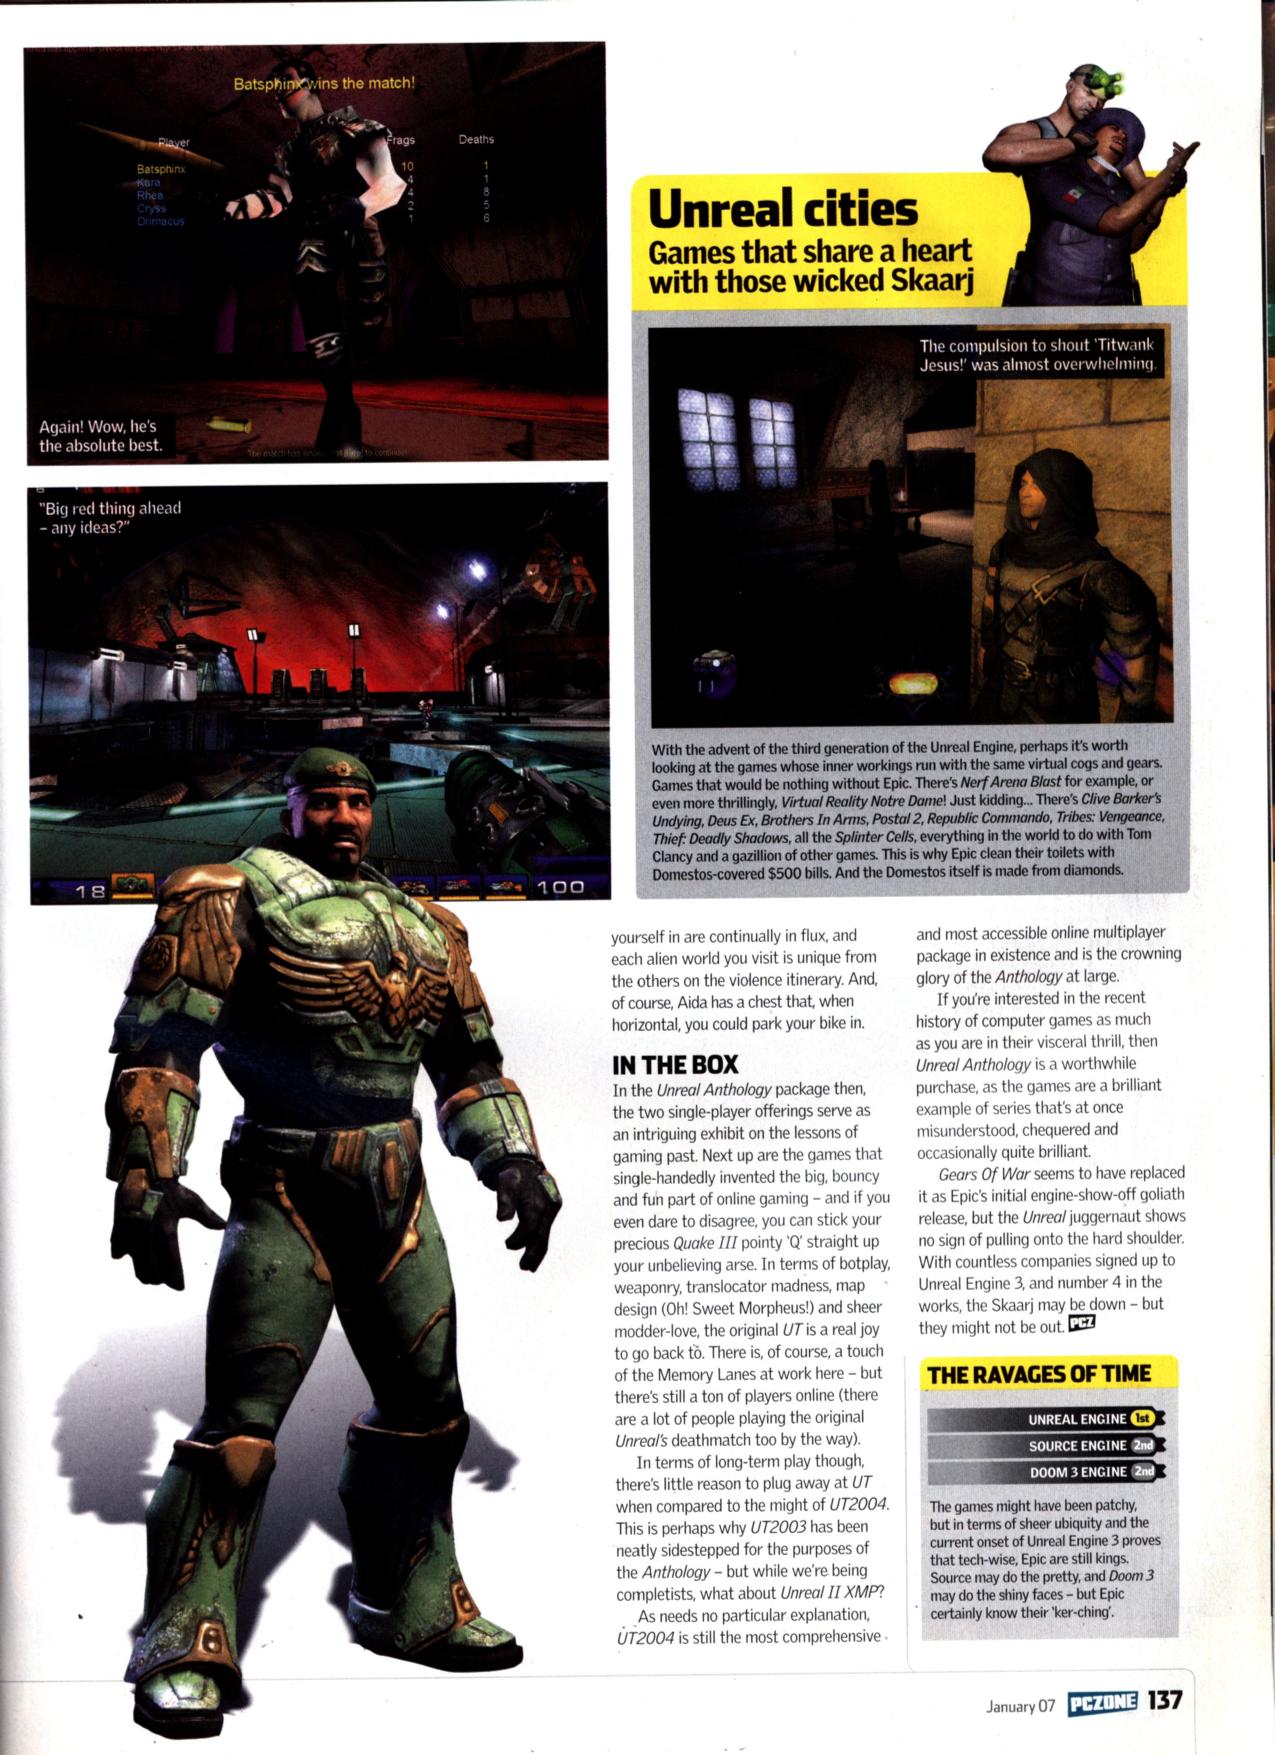 Batsphinx wins the match!
Player Frags Deaths
Batsphinx 10 1
Kara 4 1
Rhea 4 8
Cryss 2 5
Drimacus 1 6
Again! Wow, he's
the absolute best.
"Big red thing ahead
– any ideas?"
18
100
Unreal cities
Games that share a heart
with those wicked Skaarj
The compulsion to shout 'Titwank
Jesus!' was almost overwhelming.
11
With the advent of the third generation of the Unreal Engine, perhaps it's worth
looking at the games whose inner workings run with the same virtual cogs and gears.
Games that would be nothing without Epic. There's Nerf Arena Blast for example, or
even more thrillingly, Virtual Reality Notre Dame! Just kidding... There's Clive Barker's
Undying, Deus Ex, Brothers In Arms, Postal 2, Republic Commando, Tribes: Vengeance,
Thief: Deadly Shadows, all the Splinter Cells, everything in the world to do with Tom
Clancy and a gazillion of other games. This is why Epic clean their toilets with
Domestos-covered $500 bills. And the Domestos itself is made from diamonds.
yourself in are continually in flux, and
each alien world you visit is unique from
the others on the violence itinerary. And,
of course, Aida has a chest that, when
horizontal, you could park your bike in.
IN THE BOX
In the Unreal Anthology package then,
the two single-player offerings serve as
an intriguing exhibit on the lessons of
gaming past. Next up are the games that
single-handedly invented the big, bouncy
and fun part of online gaming – and if you
even dare to disagree, you can stick your
precious Quake III pointy 'Q' straight up
your unbelieving arse. In terms of botplay,
weaponry, translocator madness, map
design (Oh! Sweet Morpheus!) and sheer
modder-love, the original UT is a real joy
to go back to. There is, of course, a touch
of the Memory Lanes at work here – but
there's still a ton of players online (there
are a lot of people playing the original
Unreal's deathmatch too by the way).
In terms of long-term play though,
there's little reason to plug away at UT
when compared to the might of UT2004.
This is perhaps why UT2003 has been
neatly sidestepped for the purposes of
the Anthology – but while we're being
completists, what about Unreal II XMP?
As needs no particular explanation,
UT2004 is still the most comprehensive
and most accessible online multiplayer
package in existence and is the crowning
glory of the Anthology at large.
If you're interested in the recent
history of computer games as much
as you are in their visceral thrill, then
Unreal Anthology is a worthwhile
purchase, as the games are a brilliant
example of series that's at once
misunderstood, chequered and
occasionally quite brilliant.
Gears Of War seems to have replaced
it as Epic's initial engine-show-off goliath
release, but the Unreal juggernaut shows
no sign of pulling onto the hard shoulder.
With countless companies signed up to
Unreal Engine 3, and number 4 in the
works, the Skaarj may be down – but
they might not be out. PCZ
THE RAVAGES OF TIME
UNREAL ENGINE 1st
SOURCE ENGINE 2nd
DOOM 3 ENGINE 2nd
The games might have been patchy,
but in terms of sheer ubiquity and the
current onset of Unreal Engine 3 proves
that tech-wise, Epic are still kings.
Source may do the pretty, and Doom 3
may do the shiny faces – but Epic
certainly know their 'ker-ching'.
January 07 PCZONE 137